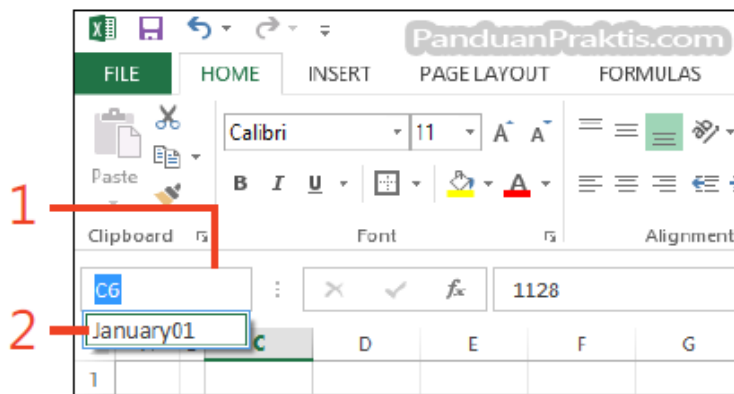 PanduanPraktis.com
FILE HOME INSERT PAGE LAYOUT FORMULAS
Calibri 11 A A
Paste
B I U A
Clipboard Font Alignment
1
C6 fx 1128
2
January01
C D E F G
1